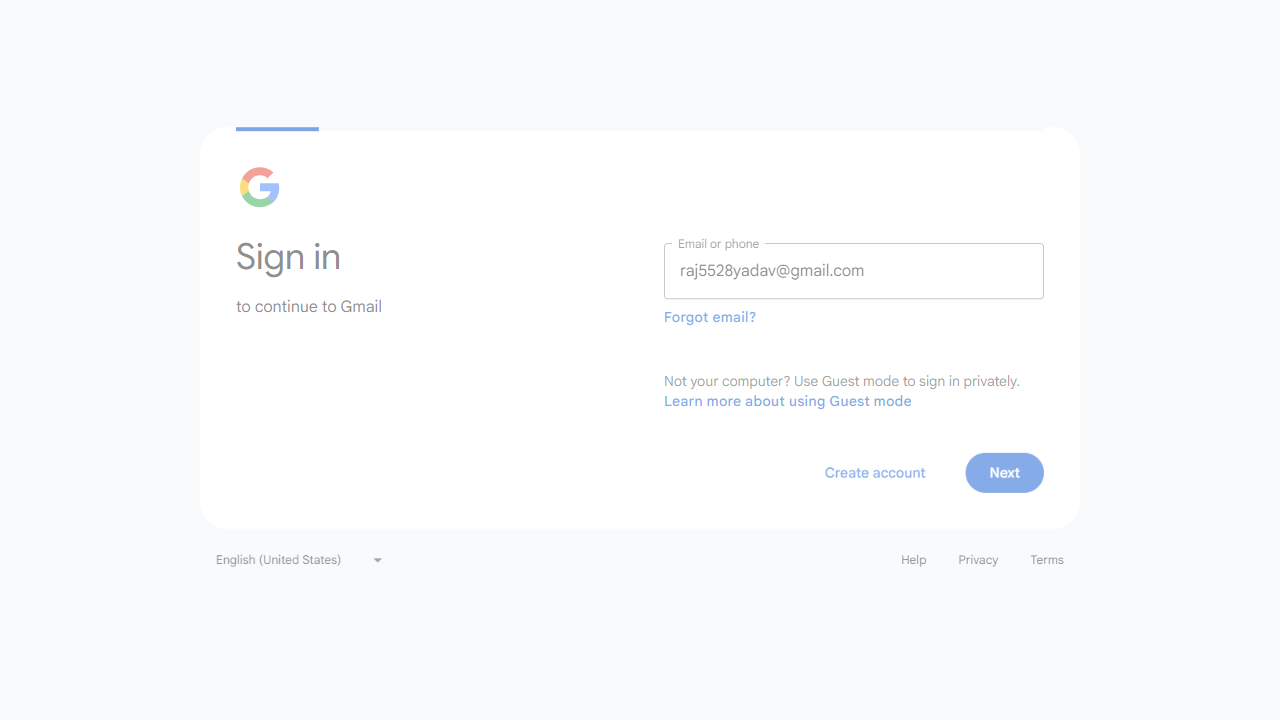 Sign in
to continue to Gmail
Email or phone
raj5528yadav@gmail.com
Forgot email?
Not your computer? Use Guest mode to sign in privately.
Learn more about using Guest mode
Create account
Next
English (United States)
Help
Privacy
Terms